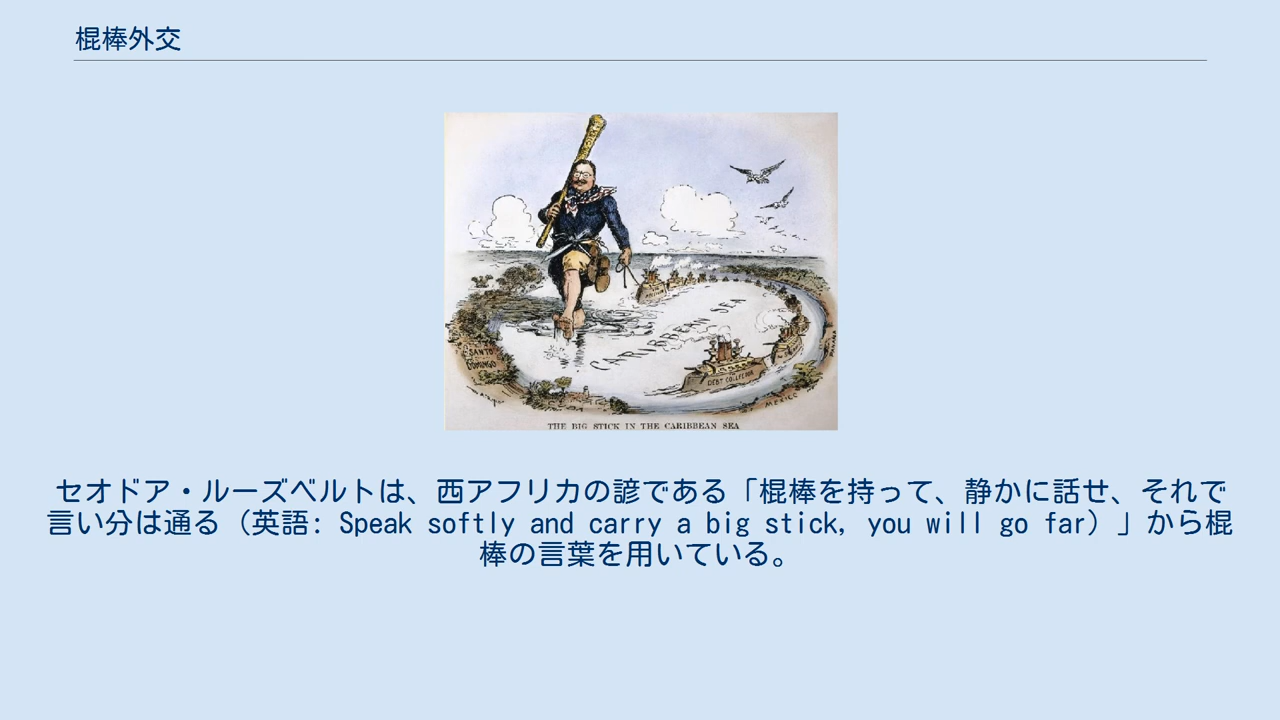 棍棒外交
SANTO
DOMINGO
CARIBBEAN SEA
DEBT COLLECTOR
MEXICO
THE BIG STICK IN THE CARIBBEAN SEA
セオドア・ルーズベルトは、西アフリカの諺である「棍棒を持って、静かに話せ、それで
言い分は通る（英語: Speak softly and carry a big stick, you will go far）」から棍
棒の言葉を用いている。